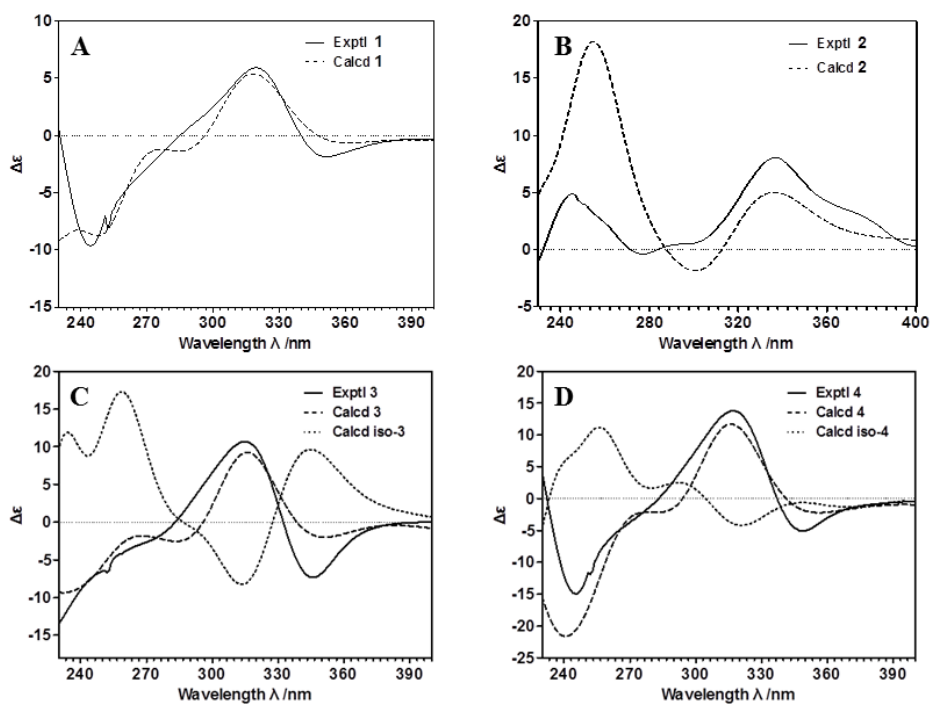 A
Exptl 1
Calcd 1
10
5
0
-5
-10
-15
Δε
240 270 300 330 360 390
Wavelength λ /nm
B
Exptl 2
Calcd 2
20
15
10
5
0
-5
Δε
240 280 320 360 400
Wavelength λ /nm
C
Exptl 3
Calcd 3
Calcd iso-3
20
15
10
5
0
-5
-10
-15
Δε
240 270 300 330 360 390
Wavelength λ /nm
D
Exptl 4
Calcd 4
Calcd iso-4
20
15
10
5
0
-5
-10
-15
-20
-25
Δε
240 270 300 330 360 390
Wavelength λ /nm